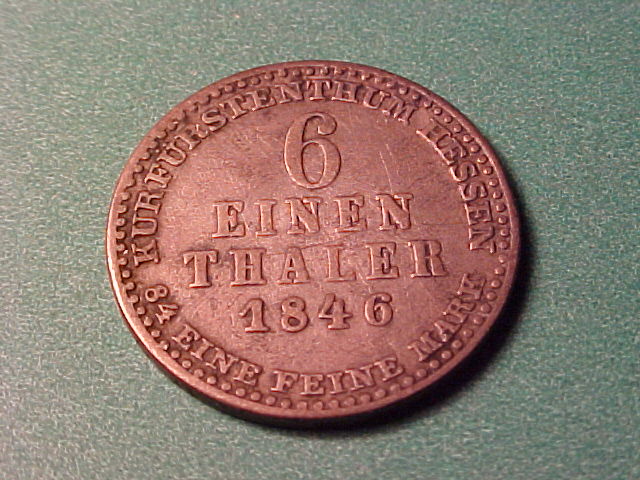 KURFÜRSTENTHUM HESSEN
6
EINEN
THALER
1846
84 EINE FEINE MARK